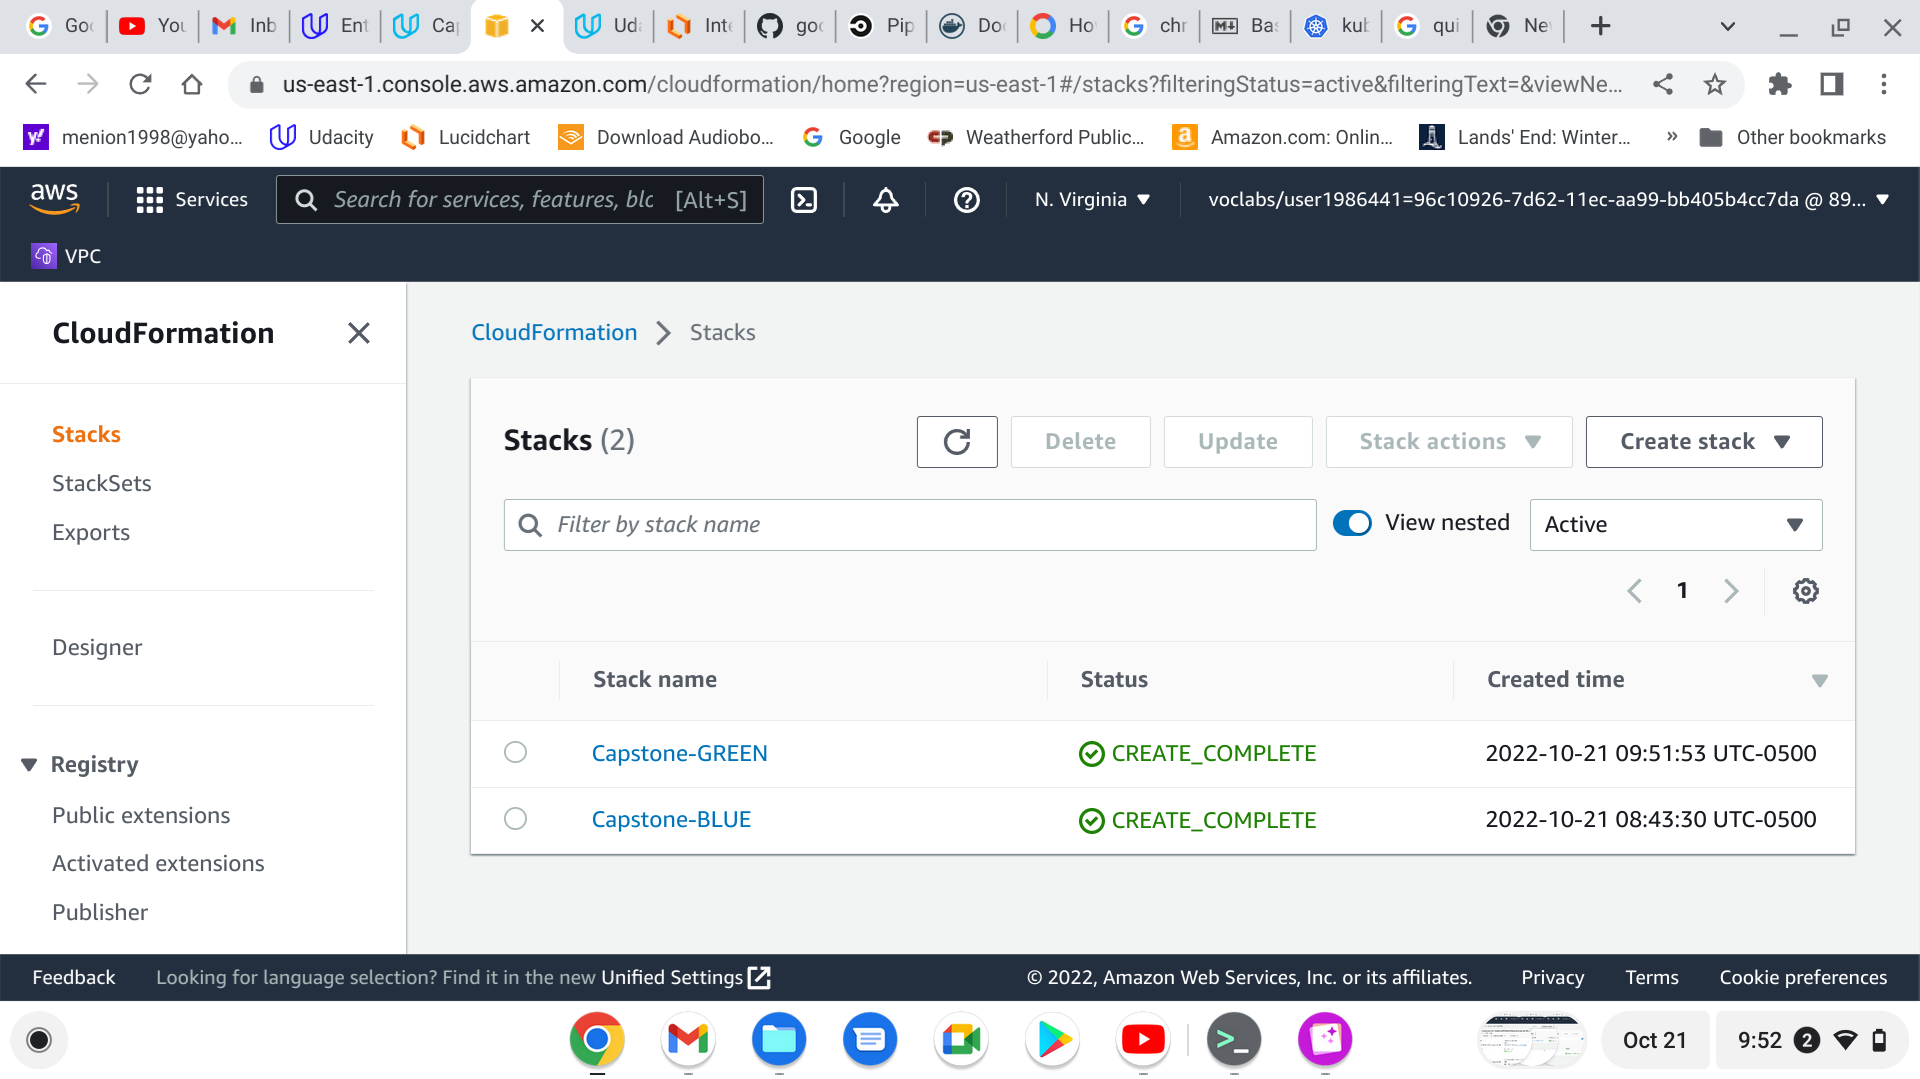 Go You Inb Ent Cap Uda Inte goo Pip Doc Ho chr Bas kub qui Ne
us-east-1.console.aws.amazon.com/cloudformation/home?region=us-east-1#/stacks?filteringStatus=active&filteringText=&viewNe...
menion1998@yaho... Udacity Lucidchart Download Audiobo... Google Weatherford Public... Amazon.com: Onlin... Lands' End: Winter... » Other bookmarks
aws Services Search for services, features, blc [Alt+S] N. Virginia voclabs/user1986441=96c10926-7d62-11ec-aa99-bb405b4cc7da @ 89...
VPC
CloudFormation
CloudFormation Stacks
Stacks
StackSets
Exports
Designer
Registry
Public extensions
Activated extensions
Publisher
Stacks (2) Delete Update Stack actions Create stack
Filter by stack name View nested Active
1
Stack name Status Created time
Capstone-GREEN CREATE_COMPLETE 2022-10-21 09:51:53 UTC-0500
Capstone-BLUE CREATE_COMPLETE 2022-10-21 08:43:30 UTC-0500
Feedback Looking for language selection? Find it in the new Unified Settings © 2022, Amazon Web Services, Inc. or its affiliates. Privacy Terms Cookie preferences
Oct 21 9:52 2